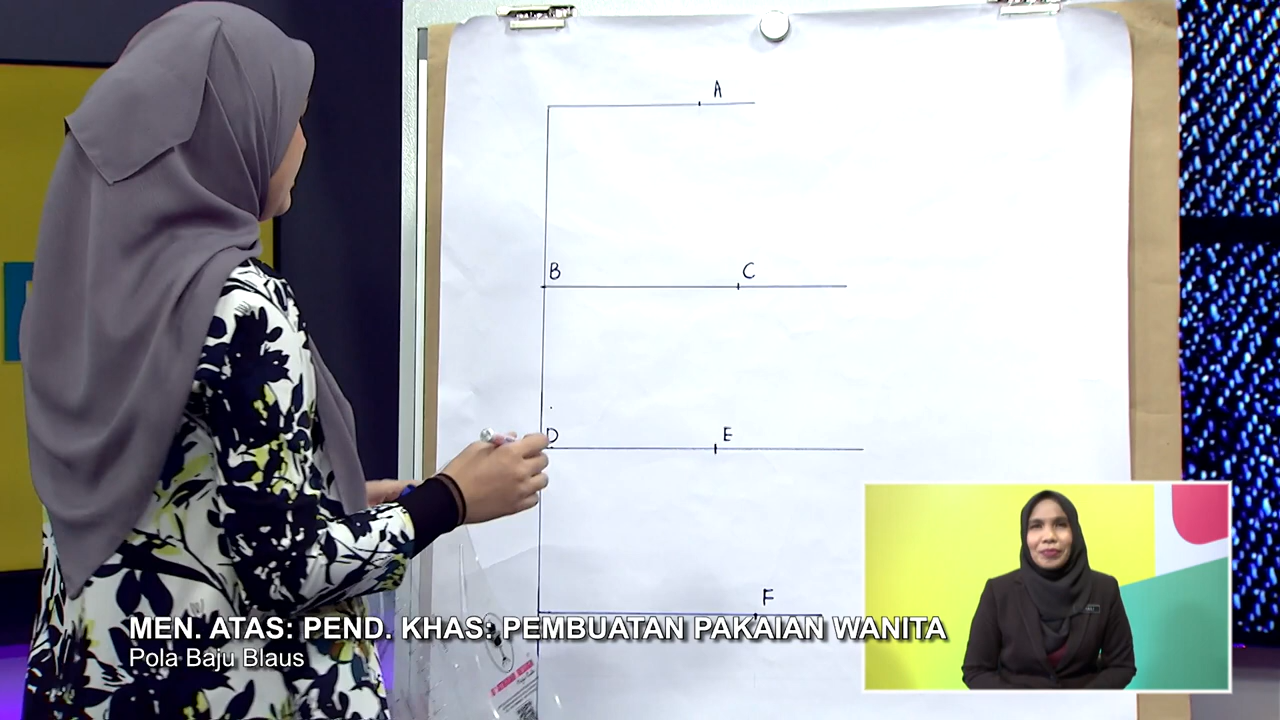 A
B C
D E
F
MEN. ATAS: PEND. KHAS: PEMBUATAN PAKAIAN WANITA
Pola Baju Blaus